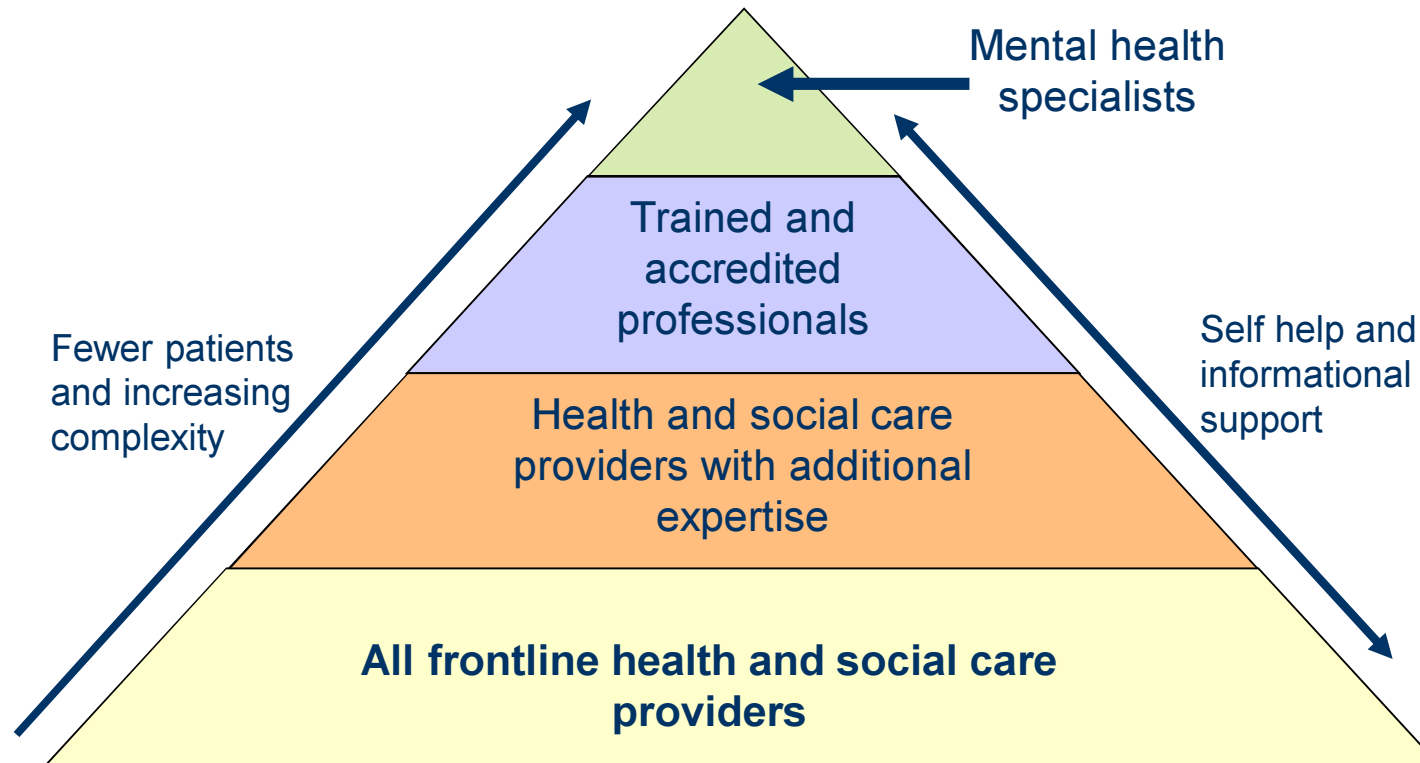 Mental health
specialists
Trained and
accredited
professionals
Fewer patients
and increasing
complexity
Self help and
informational
support
Health and social care
providers with additional
expertise
All frontline health and social care
providers